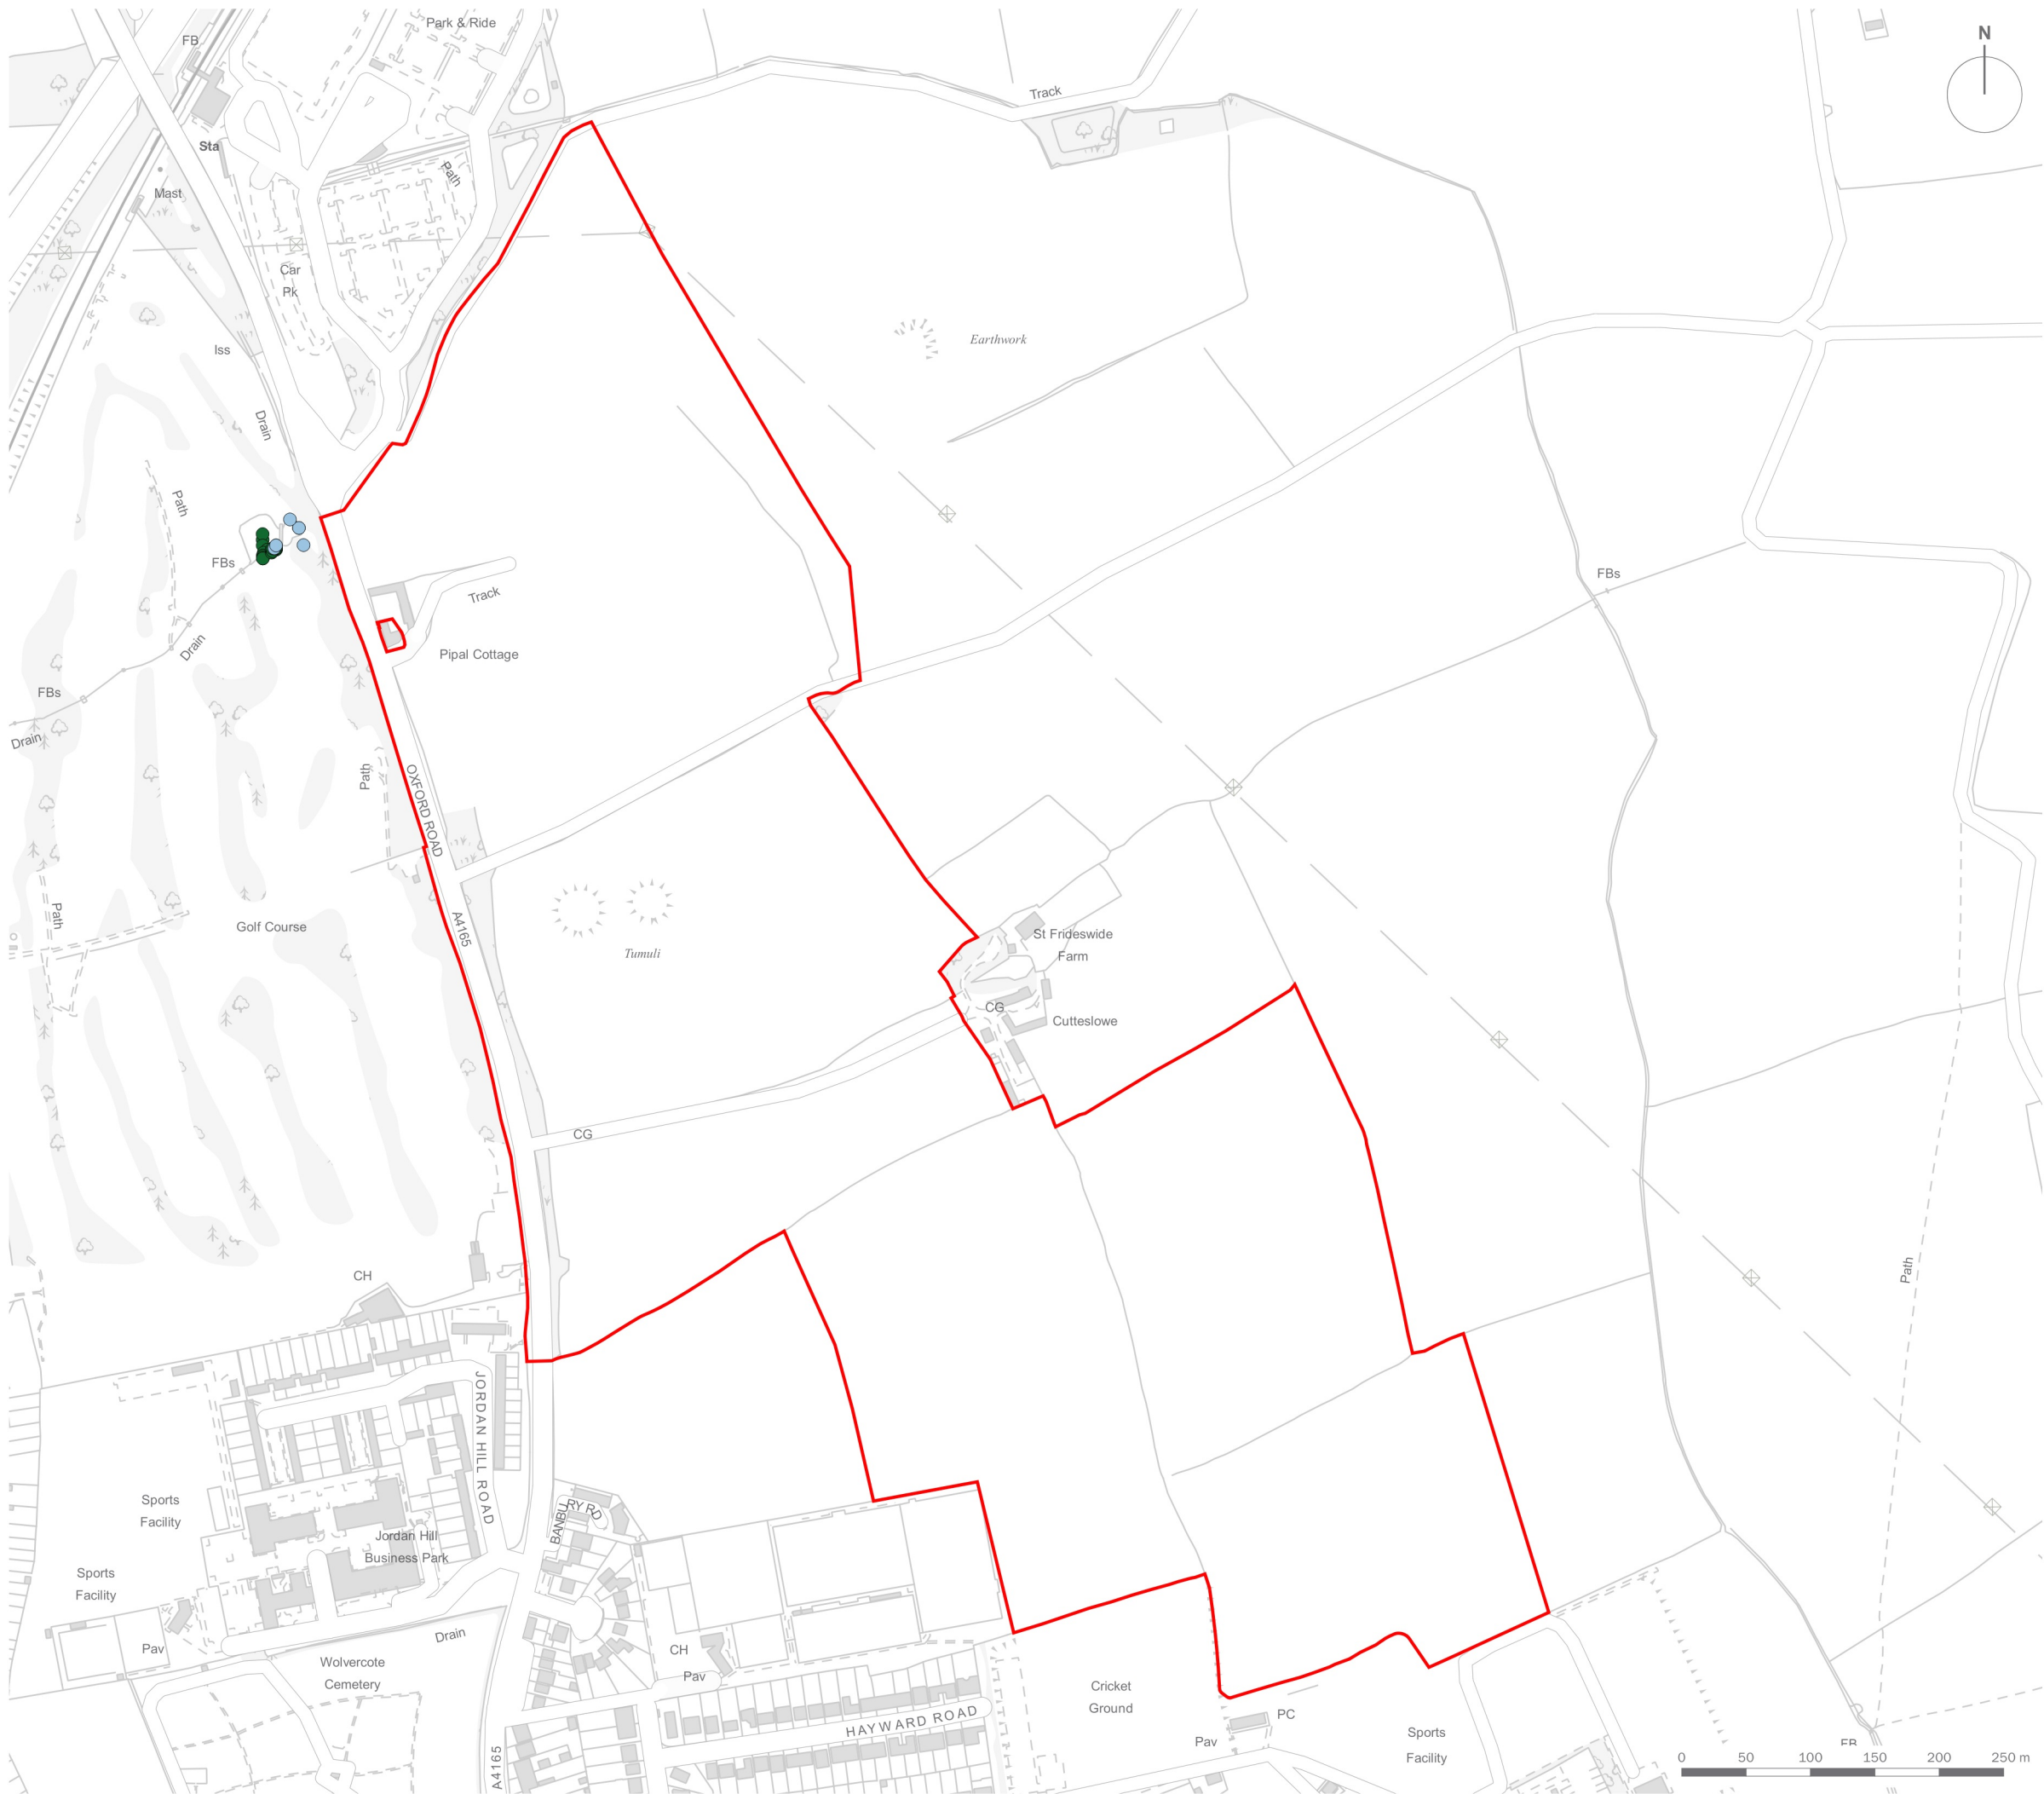 Park & Ride
FB
N
Track
Sta
Path
Mast
Car
Pk
Earthwork
Iss
Drain
Path
FBs
FBs
Track
Drain
Pipal Cottage
FBs
Drain
Path
OXFORD ROAD
Path
A4165
Golf Course
Tumuli
St Frideswide
Farm
CG
Cutteslowe
CG
Path
CH
JORDAN HILL ROAD
Sports
Facility
BANBURY RD
Jordan Hill
Business Park
Sports
Facility
Drain
Pav
CH
Wolvercote
Cemetery
Pav
Cricket
Ground
HAYWARD ROAD
PC
Pav
Sports
Facility
A4165
FB
0 50 100 150 200 250 m